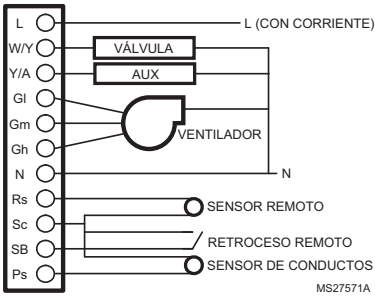 L L (CON CORRIENTE)
W/Y VÁLVULA
Y/A AUX
Gl
Gm VENTILADOR
Gh
N N
Rs SENSOR REMOTO
Sc
SB RETROCESO REMOTO
Ps SENSOR DE CONDUCTOS
MS27571A